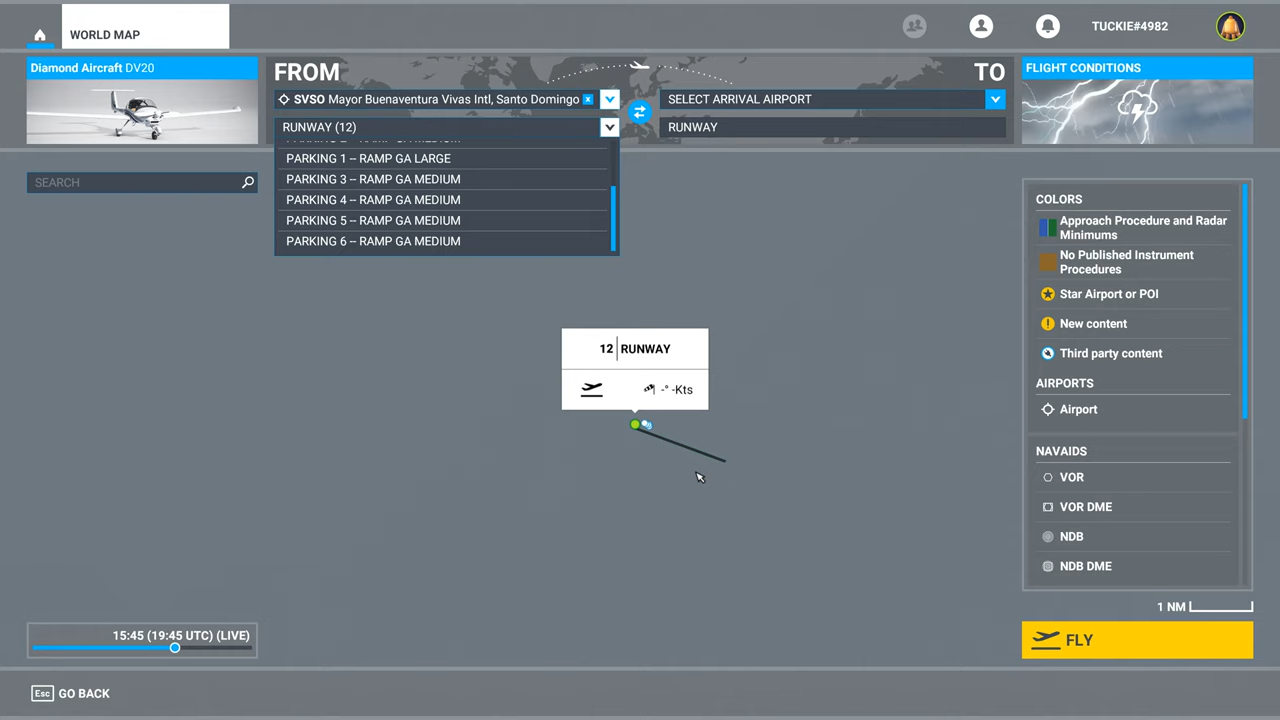 WORLD MAP
TUCKIE#4982
Diamond Aircraft DV20
FROM
TO
FLIGHT CONDITIONS
SVSO Mayor Buenaventura Vivas Intl, Santo Domingo
x
SELECT ARRIVAL AIRPORT
RUNWAY (12)
RUNWAY
SEARCH
PARKING 1 -- RAMP GA LARGE
PARKING 3 -- RAMP GA MEDIUM
PARKING 4 -- RAMP GA MEDIUM
PARKING 5 -- RAMP GA MEDIUM
PARKING 6 -- RAMP GA MEDIUM
12 | RUNWAY
-° -Kts
COLORS
Approach Procedure and Radar
Minimums
No Published Instrument
Procedures
Star Airport or POI
New content
Third party content
AIRPORTS
Airport
NAVAIDS
VOR
VOR DME
NDB
NDB DME
1 NM
15:45 (19:45 UTC) (LIVE)
FLY
Esc GO BACK